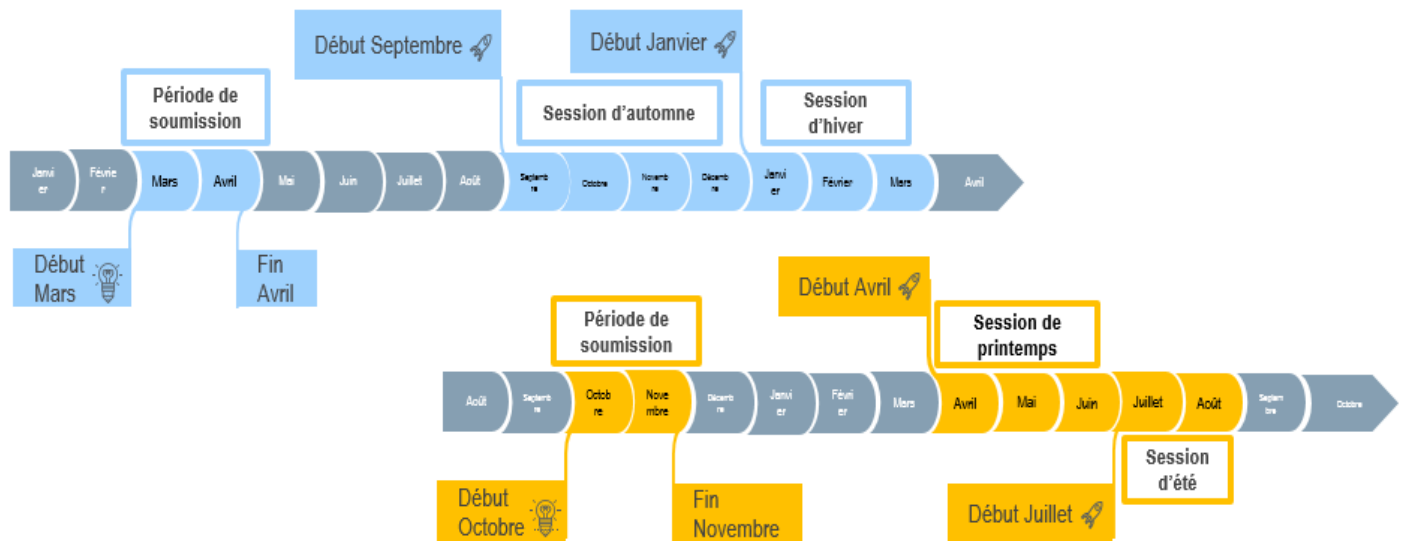 Début Septembre
Début Janvier
Période de
soumission
Session d'automne
Session
d'hiver
Janvi
er
Févrie
r
Mars
Avril
Mai
Juin
Juillet
Août
Septemb
re
Octobre
Novemb
re
Décemb
re
Janvi
er
Février
Mars
Avril
Début
Mars
Fin
Avril
Début Avril
Période de
soumission
Session de
printemps
Août
Septemb
re
Octob
re
Nove
mbre
Décemb
re
Janvi
er
Févri
er
Mars
Avril
Mai
Juin
Juillet
Août
Septem
bre
Octobre
Session
d'été
Début
Octobre
Fin
Novembre
Début Juillet